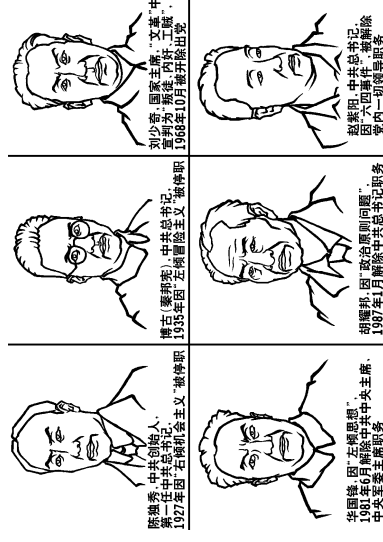 陈独秀,中共创始人、
第一任中共总书记,
1927年因“右倾机会主义”被停职
博古(秦邦宪),中共总书记,
1935年因“左倾冒险主义”被停职
刘少奇,国家主席,“文革”中
宣判为“叛徒、内奸、工贼”,
1968年10月被开除出党
华国锋,因“左倾思想”,
1981年6月解除中共中央主席、
中央军委主席职务
胡耀邦,因“政治原则问题”,
1987年1月解除中共总书记职务
赵紫阳,中共总书记,
因“六四事件”被解除
党内一切领导职务